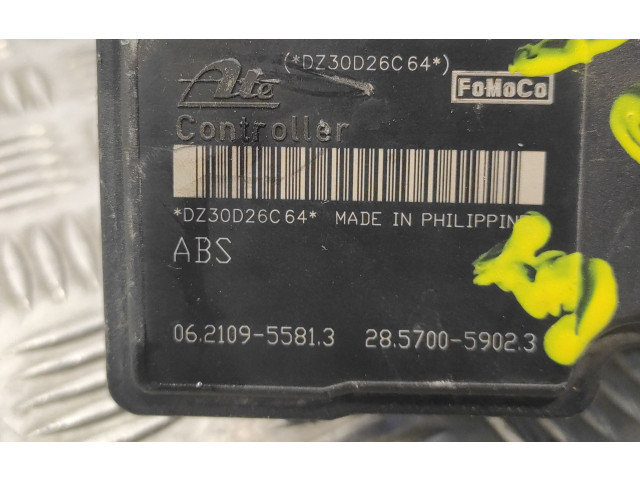 (*DZ30D26C64*)
Ate
FoMoCo
Controller
*DZ30D26C64* MADE IN PHILIPPIN
ABS
06.2109-5581.3 28.5700-5902.3